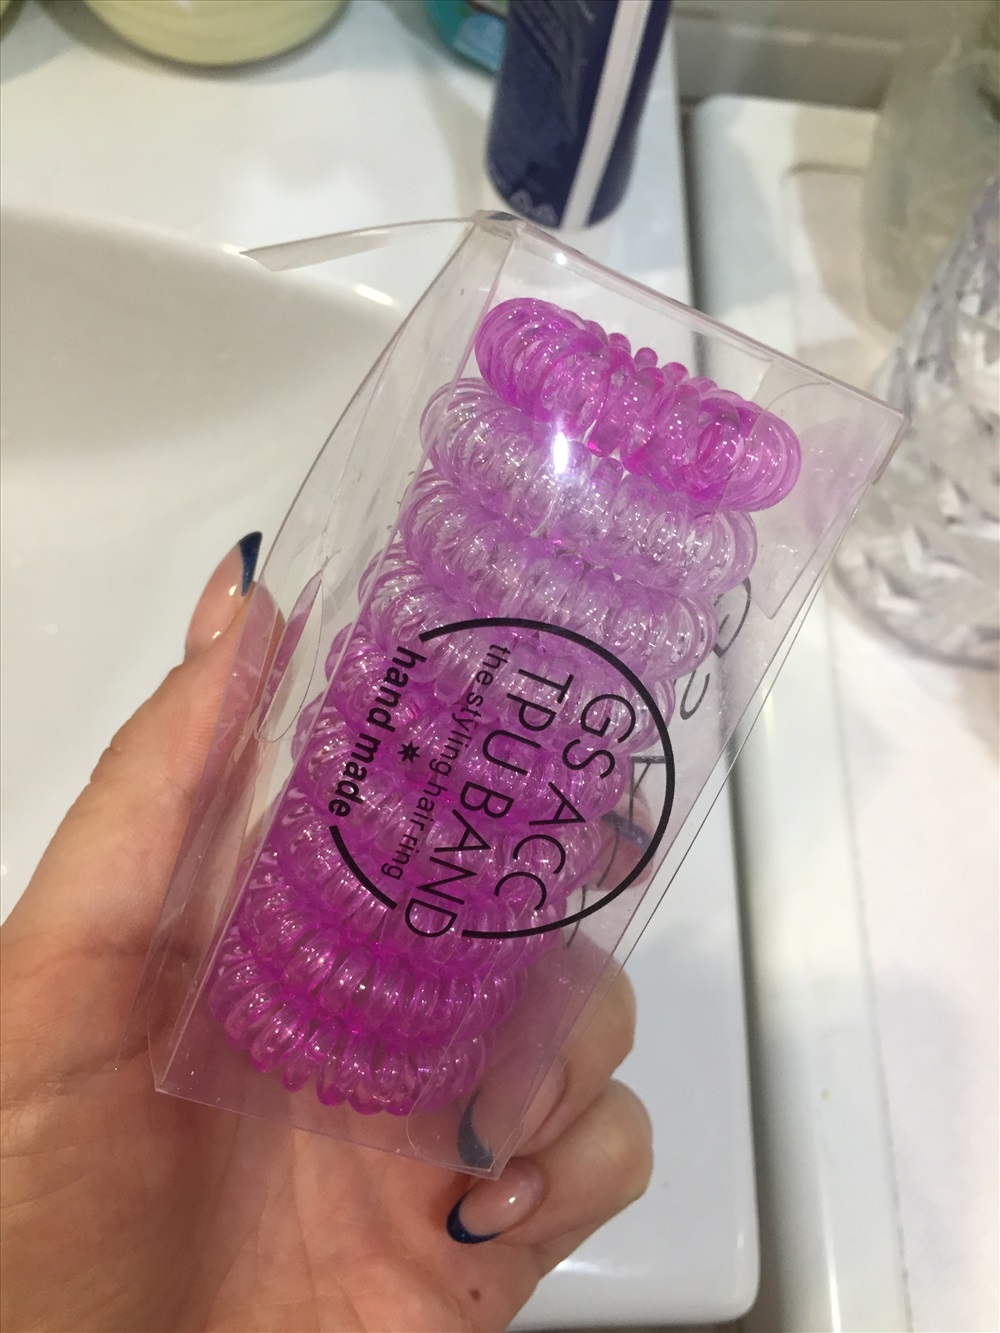 GS ACC
TPU BAND
the styling hair ring
hand made